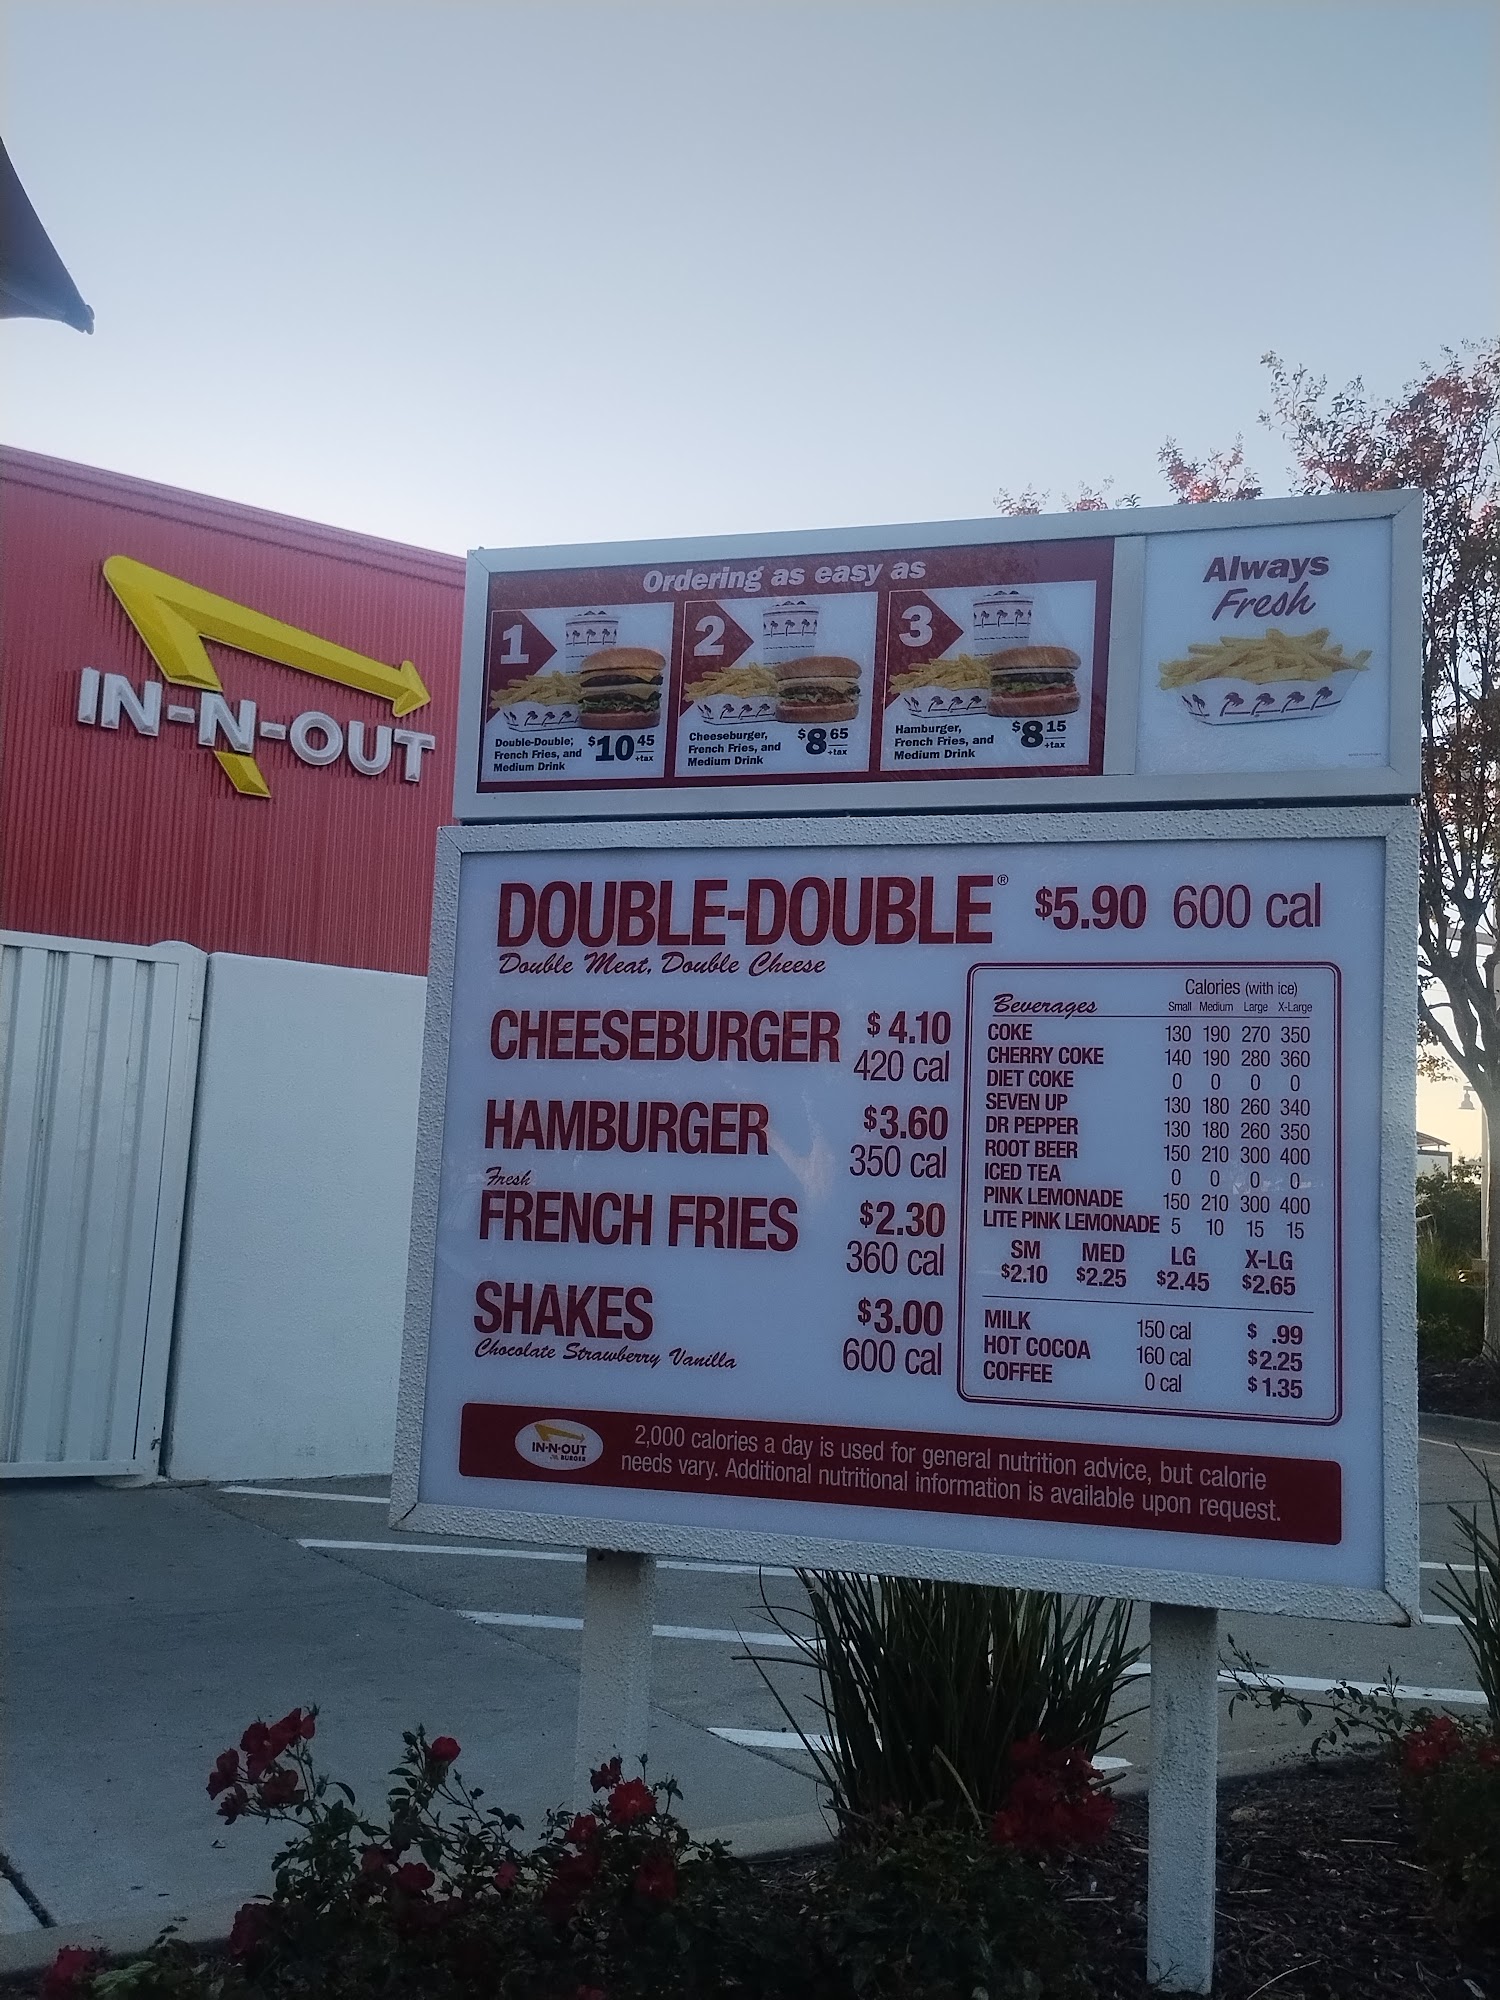 IN-N-OUT
Ordering as easy as
1
Double-Double,
French Fries, and
Medium Drink
$10 45
+tax
2
Cheeseburger,
French Fries, and
Medium Drink
$8 65
+tax
3
Hamburger,
French Fries, and
Medium Drink
$8 15
+tax
Always
Fresh
DOUBLE-DOUBLE® $5.90 600 cal
Double Meat, Double Cheese
CHEESEBURGER $4.10
420 cal
HAMBURGER $3.60
350 cal
Fresh
FRENCH FRIES $2.30
360 cal
SHAKES $3.00
Chocolate Strawberry Vanilla 600 cal
Calories (with ice)
Beverages Small Medium Large X-Large
COKE 130 190 270 350
CHERRY COKE 140 190 280 360
DIET COKE 0 0 0 0
SEVEN UP 130 180 260 340
DR PEPPER 130 180 260 350
ROOT BEER 150 210 300 400
ICED TEA 0 0 0 0
PINK LEMONADE 150 210 300 400
LITE PINK LEMONADE 5 10 15 15
SM MED LG X-LG
$2.10 $2.25 $2.45 $2.65
MILK 150 cal $ .99
HOT COCOA 160 cal $2.25
COFFEE 0 cal $1.35
IN-N-OUT
BURGER
2,000 calories a day is used for general nutrition advice, but calorie
needs vary. Additional nutritional information is available upon request.